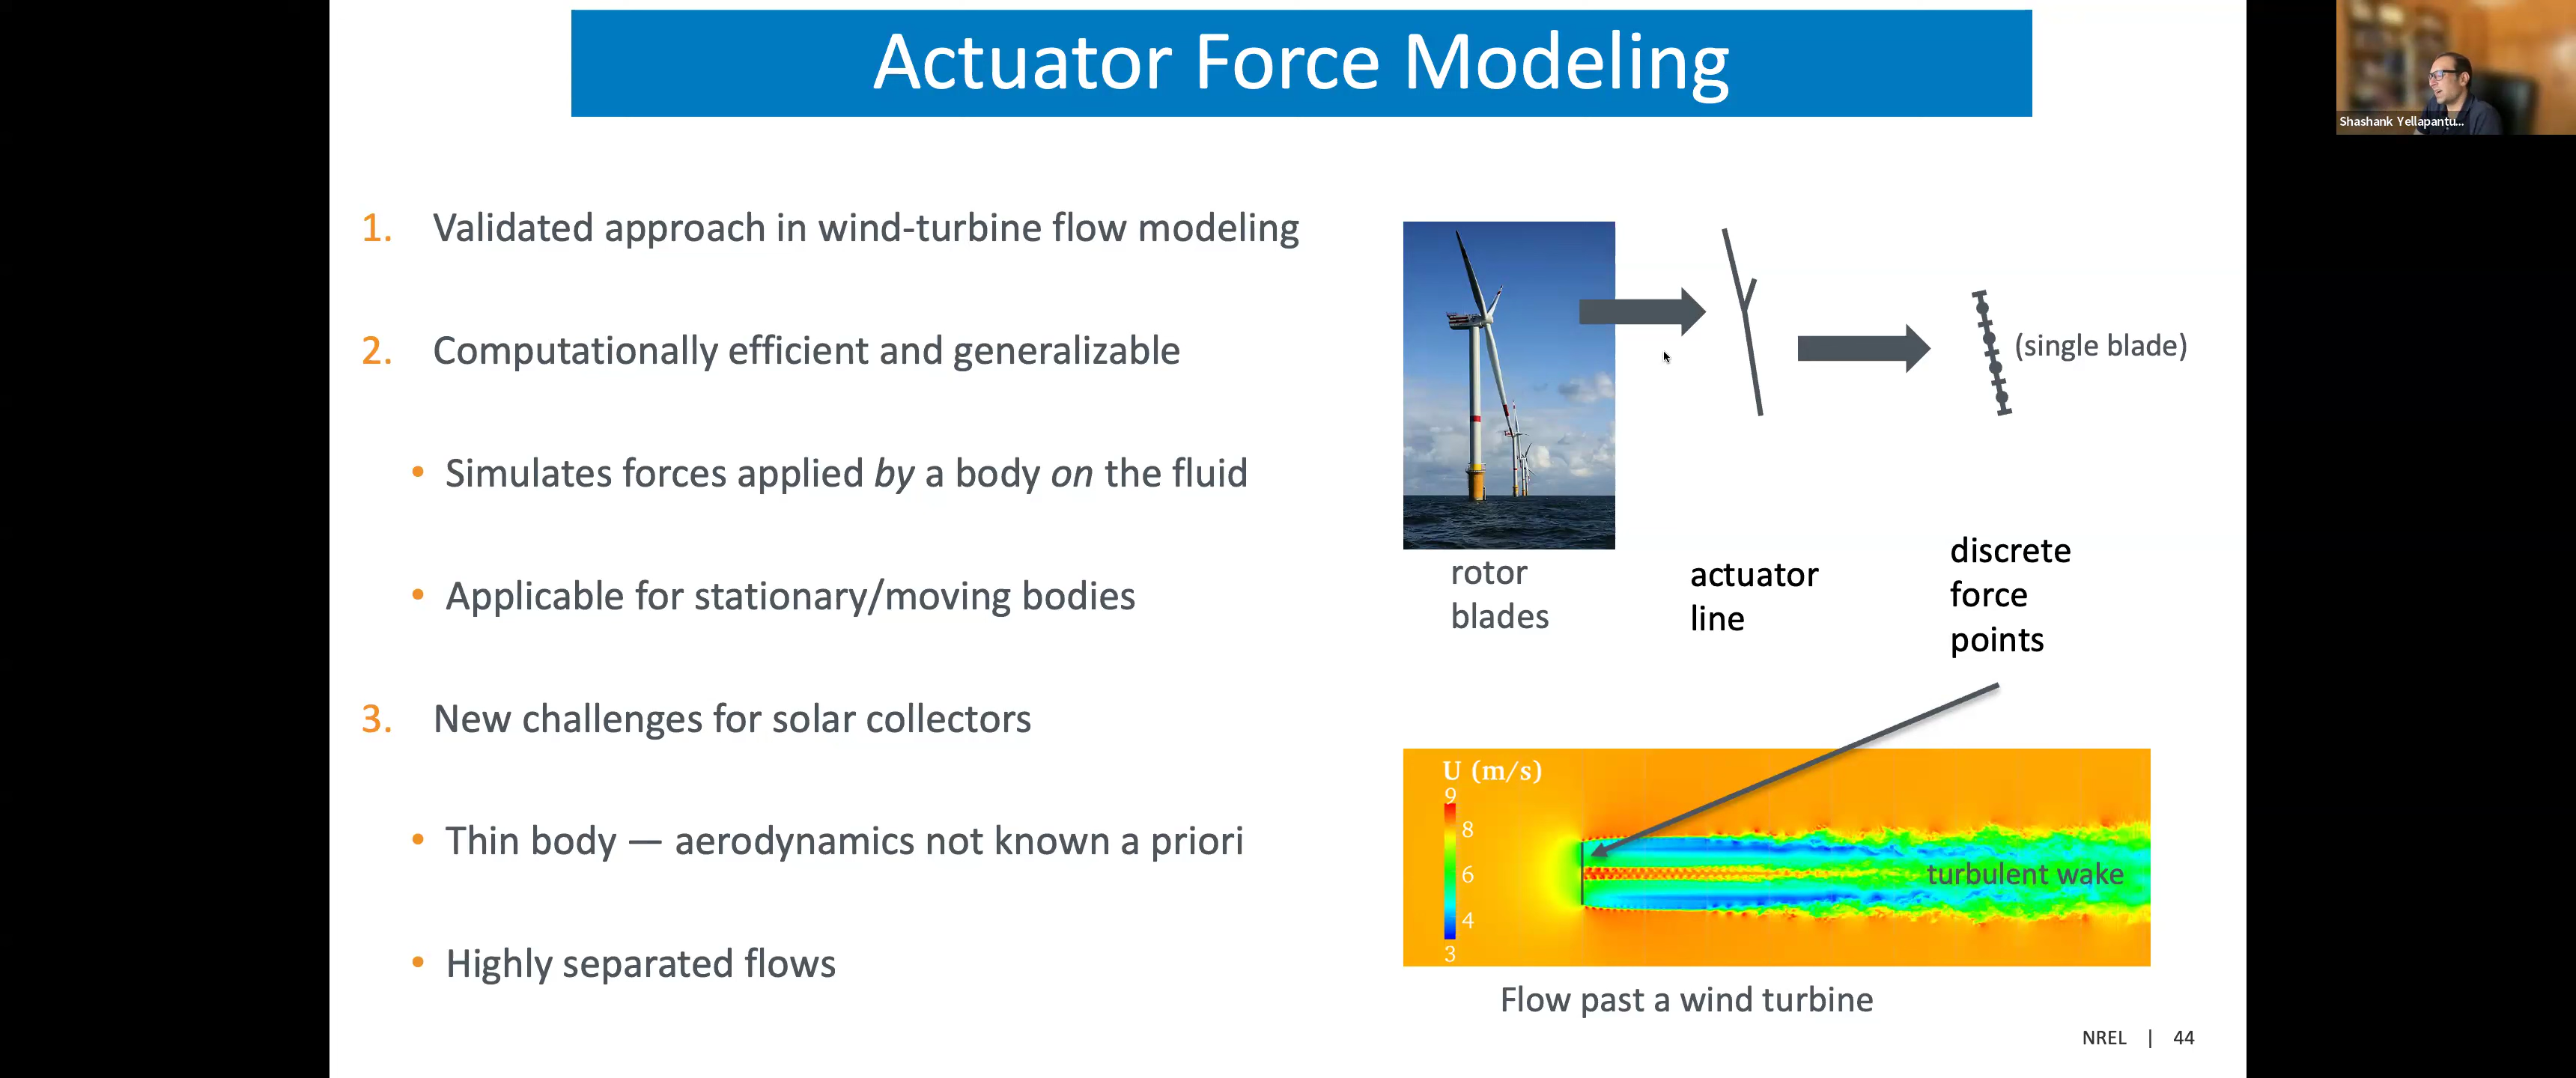 Actuator Force Modeling
Shashank Yellapantu...
1. Validated approach in wind-turbine flow modeling
2. Computationally efficient and generalizable
• Simulates forces applied by a body on the fluid
• Applicable for stationary/moving bodies
3. New challenges for solar collectors
• Thin body — aerodynamics not known a priori
• Highly separated flows
(single blade)
rotor
blades
actuator
line
discrete
force
points
U (m/s)
9
8
6
4
3
turbulent wake
Flow past a wind turbine
NREL | 44